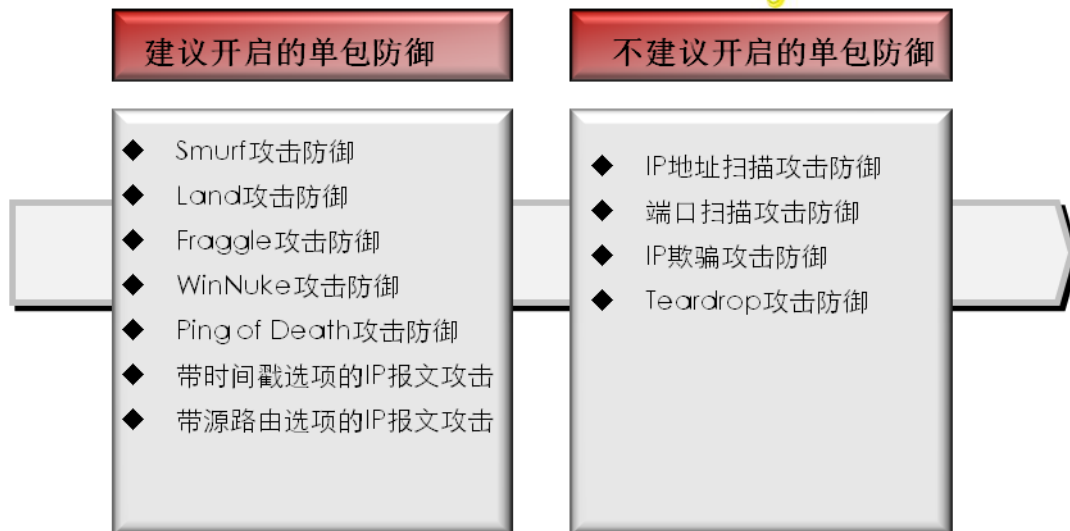 建议开启的单包防御
Smurf攻击防御
Land攻击防御
Fraggle攻击防御
WinNuke攻击防御
Ping of Death攻击防御
带时间戳选项的IP报文攻击
带源路由选项的IP报文攻击
不建议开启的单包防御
IP地址扫描攻击防御
端口扫描攻击防御
IP欺骗攻击防御
Teardrop攻击防御